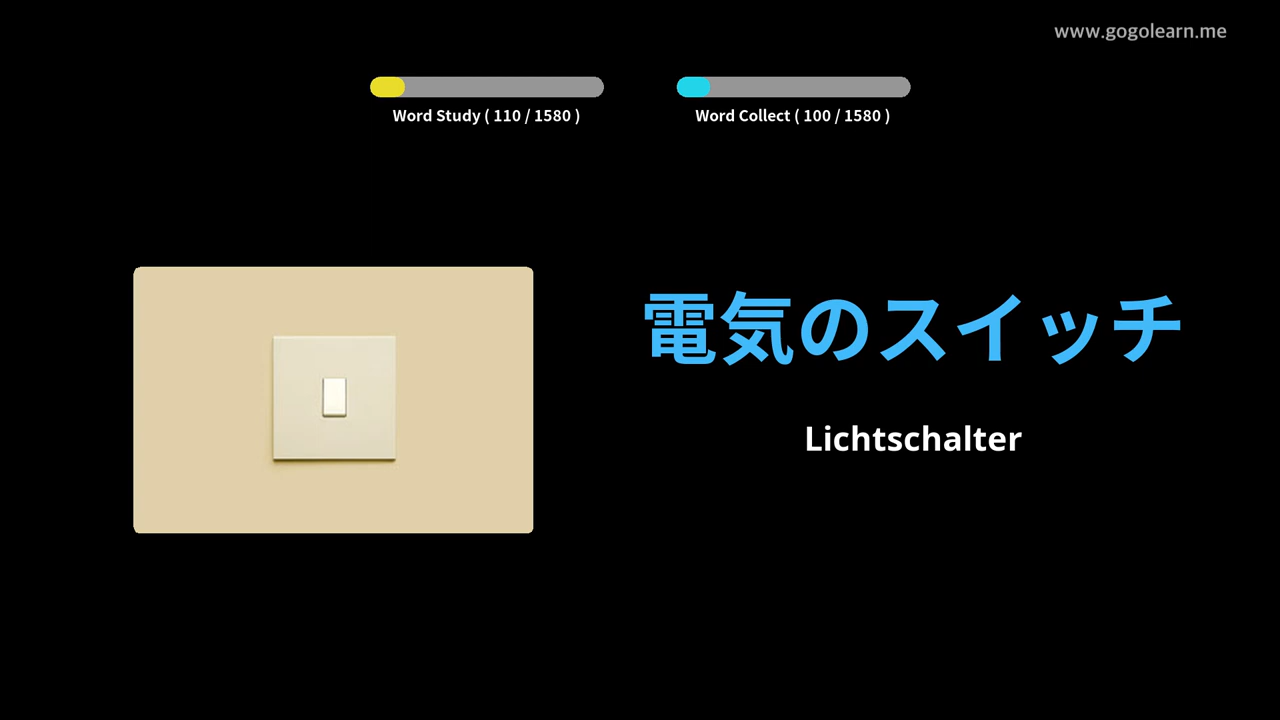 www.gogolearn.me
Word Study ( 110 / 1580 )
Word Collect ( 100 / 1580 )
電気のスイッチ
Lichtschalter